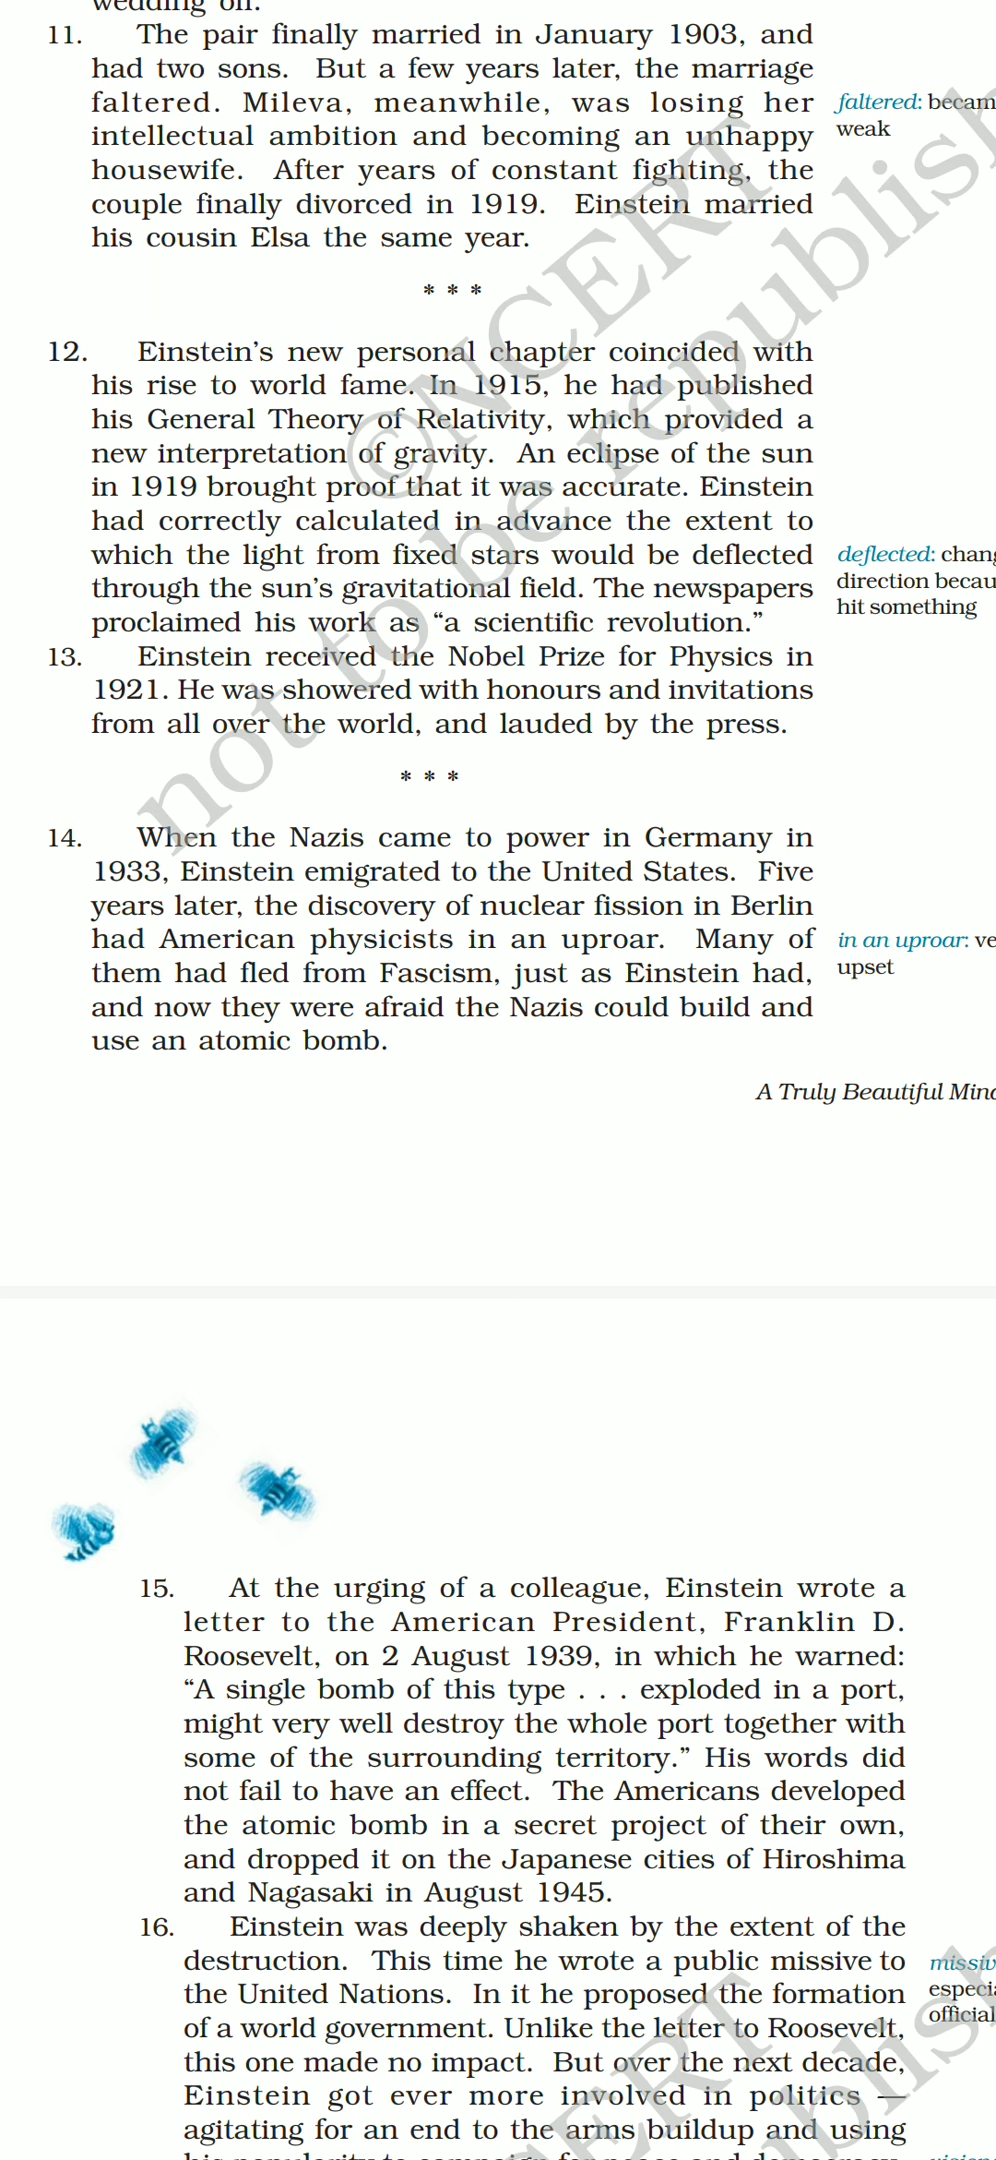 wedding off.
11. The pair finally married in January 1903, and
had two sons. But a few years later, the marriage
faltered. Mileva, meanwhile, was losing her
faltered: becam
intellectual ambition and becoming an unhappy
weak
housewife. After years of constant fighting, the
couple finally divorced in 1919. Einstein married
his cousin Elsa the same year.
* * *
12. Einstein’s new personal chapter coincided with
his rise to world fame. In 1915, he had published
his General Theory of Relativity, which provided a
new interpretation of gravity. An eclipse of the sun
in 1919 brought proof that it was accurate. Einstein
had correctly calculated in advance the extent to
which the light from fixed stars would be deflected
deflected: chang
through the sun’s gravitational field. The newspapers
direction becau
hit something
proclaimed his work as “a scientific revolution.”
13. Einstein received the Nobel Prize for Physics in
1921. He was showered with honours and invitations
from all over the world, and lauded by the press.
* * *
14. When the Nazis came to power in Germany in
1933, Einstein emigrated to the United States. Five
years later, the discovery of nuclear fission in Berlin
had American physicists in an uproar. Many of
in an uproar: ve
them had fled from Fascism, just as Einstein had,
upset
and now they were afraid the Nazis could build and
use an atomic bomb.
A Truly Beautiful Mind
©NCERT
not to be republish
15. At the urging of a colleague, Einstein wrote a
letter to the American President, Franklin D.
Roosevelt, on 2 August 1939, in which he warned:
“A single bomb of this type . . . exploded in a port,
might very well destroy the whole port together with
some of the surrounding territory.” His words did
not fail to have an effect. The Americans developed
the atomic bomb in a secret project of their own,
and dropped it on the Japanese cities of Hiroshima
and Nagasaki in August 1945.
16. Einstein was deeply shaken by the extent of the
destruction. This time he wrote a public missive to
missiv
the United Nations. In it he proposed the formation
especia
official
of a world government. Unlike the letter to Roosevelt,
this one made no impact. But over the next decade,
Einstein got ever more involved in politics —
agitating for an end to the arms buildup and using
his popularity to campaign for peace and democracy.
CERT
ublish